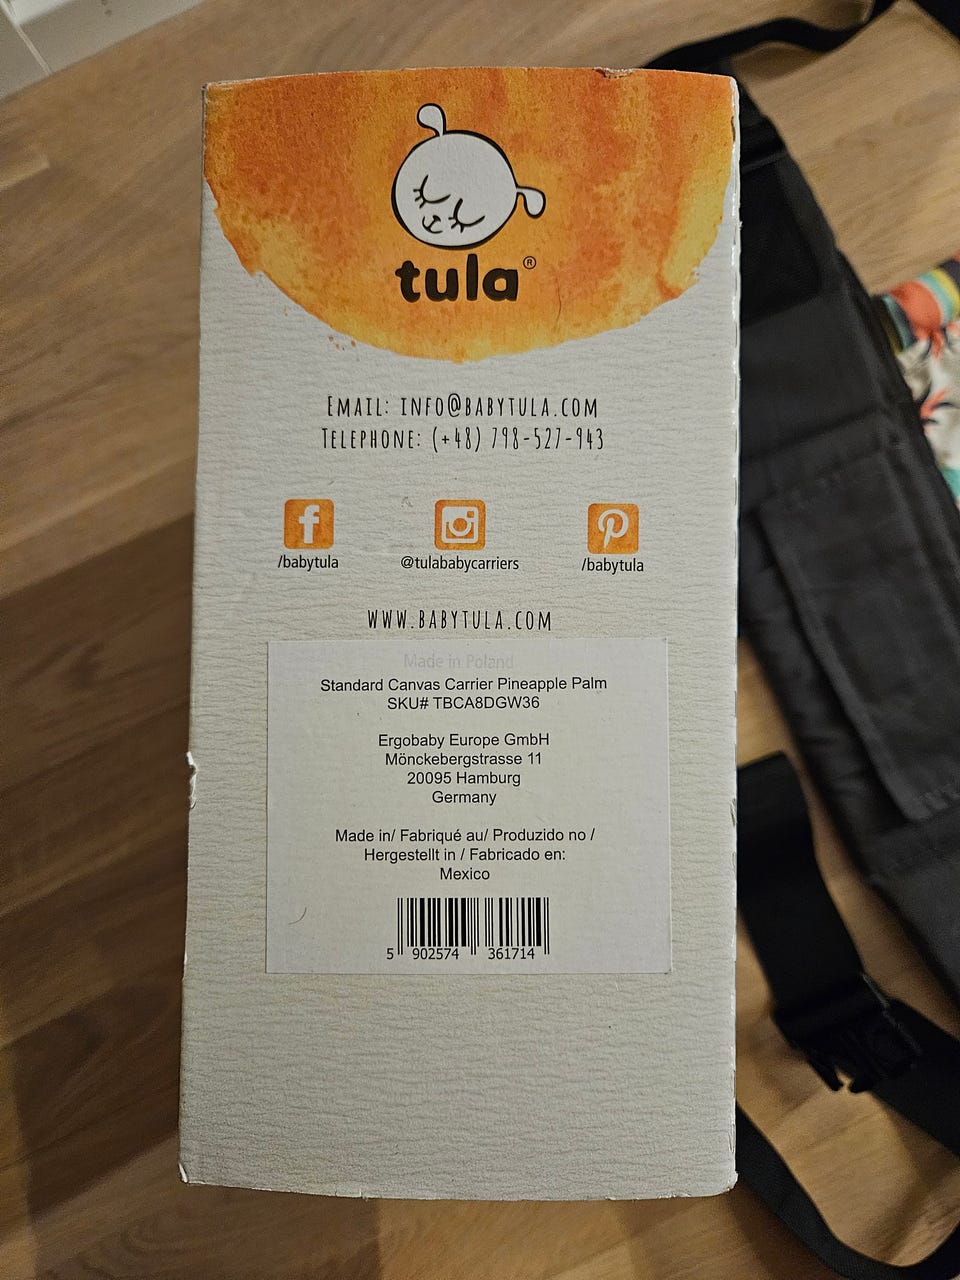 tula®
EMAIL: INFO@BABYTULA.COM
TELEPHONE: (+48) 798-527-943
/babytula
@tulababycarriers
/babytula
WWW.BABYTULA.COM
Made in Poland
Standard Canvas Carrier Pineapple Palm
SKU# TBCA8DGW36
Ergobaby Europe GmbH
Mönckebergstrasse 11
20095 Hamburg
Germany
Made in/ Fabriqué au/ Produzido no /
Hergestellt in / Fabricado en:
Mexico
5 902574 361714